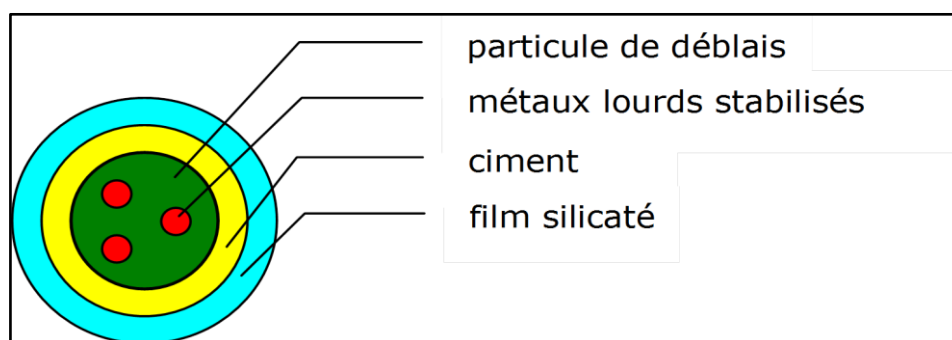 particule de déblais
métaux lourds stabilisés
ciment
film silicaté